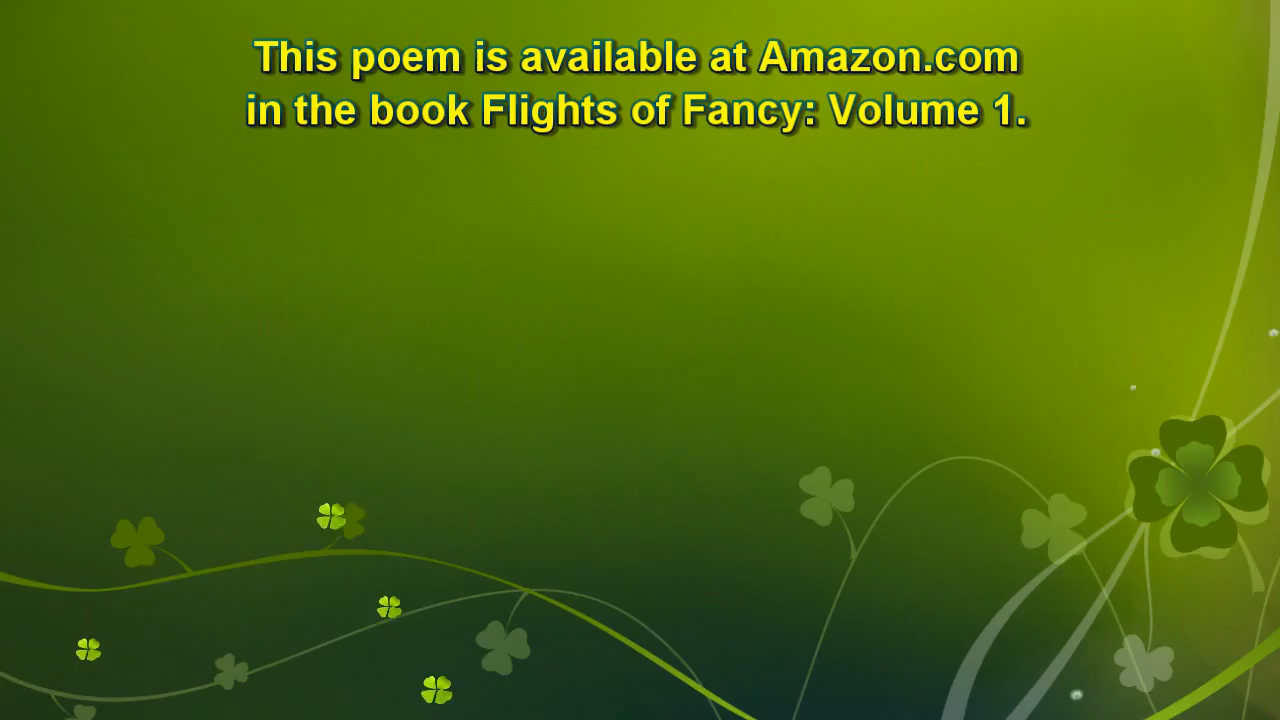 This poem is available at Amazon.com
in the book Flights of Fancy: Volume 1.